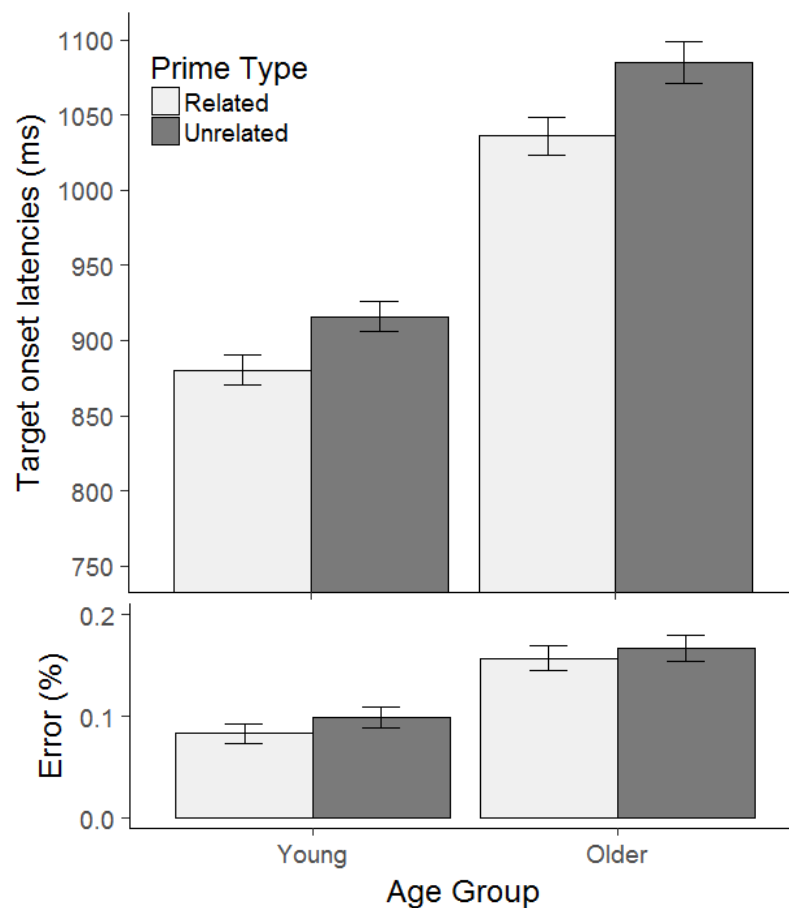 Target onset latencies (ms)
1100
1050
1000
950
900
850
800
750
Prime Type
Related
Unrelated
Error (%)
0.2
0.1
0.0
Young
Older
Age Group